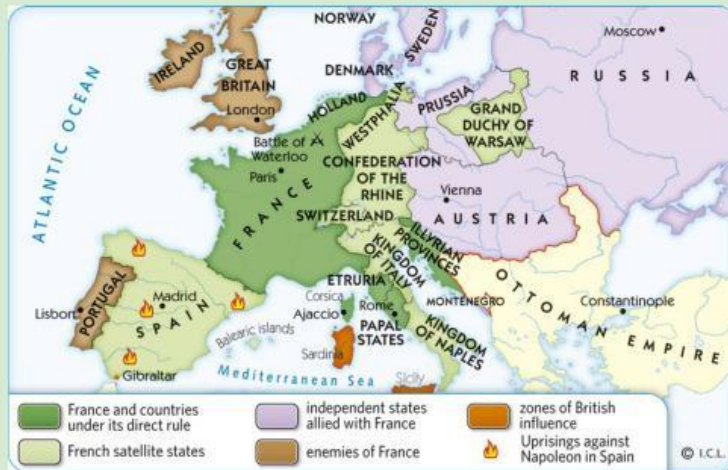 NORWAY
SWEDEN
Moscow
RUSSIA
IRELAND
GREAT
BRITAIN
London
DENMARK
HOLLAND
PRUSSIA
GRAND
DUCHY OF
WARSAW
WESTPHALIA
ATLANTIC OCEAN
Battle of
Waterloo
Paris
FRANCE
CONFEDERATION
OF THE
RHINE
Vienna
AUSTRIA
SWITZERLAND
ILLYRIAN
PROVINCES
KINGDOM
OF ITALY
ETRURIA
MONTENEGRO
OTTOMAN EMPIRE
Constantinople
Corsica
Ajaccio
Rome
PAPAL
STATES
KINGDOM
OF NAPLES
PORTUGAL
Lisbon
Madrid
SPAIN
Balearic islands
Sardinia
Gibraltar
Mediterranean Sea
Sicily
France and countries
under its direct rule
French satellite states
independent states
allied with France
enemies of France
zones of British
influence
Uprisings against
Napoleon in Spain
© I.C.L.